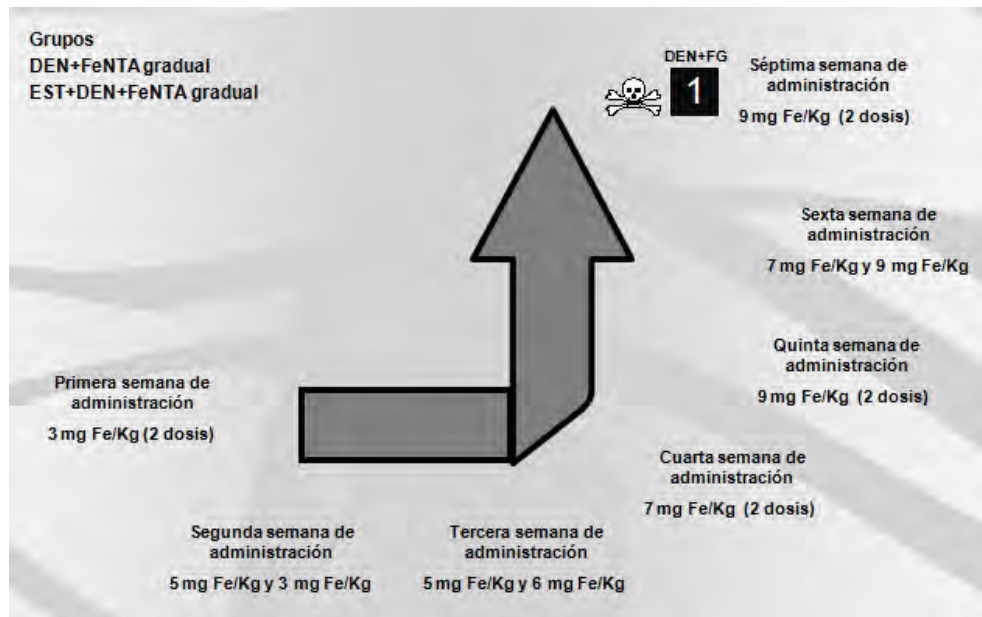 Grupos
DEN+FeNTA gradual
EST+DEN+FeNTA gradual
DEN+FG
1
Séptima semana de
administración
9 mg Fe/Kg (2 dosis)
Sexta semana de
administración
7 mg Fe/Kg y 9 mg Fe/Kg
Quinta semana de
administración
9 mg Fe/Kg (2 dosis)
Primera semana de
administración
3 mg Fe/Kg (2 dosis)
Cuarta semana de
administración
7 mg Fe/Kg (2 dosis)
Segunda semana de
administración
5 mg Fe/Kg y 3 mg Fe/Kg
Tercera semana de
administración
5 mg Fe/Kg y 6 mg Fe/Kg